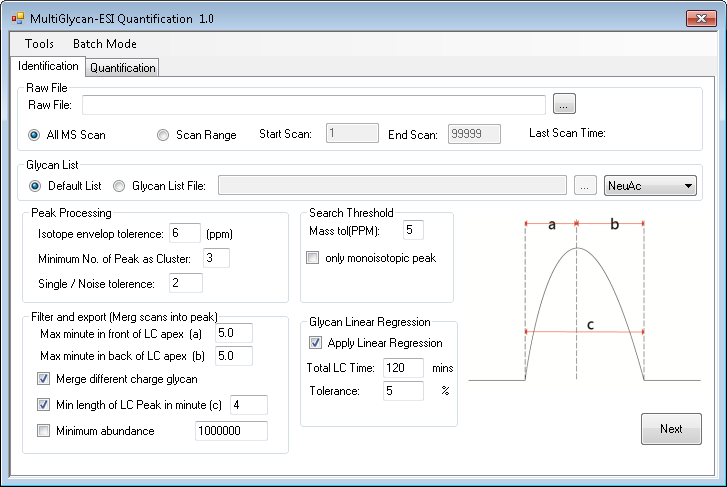 MultiGlycan-ESI Quantification 1.0
Tools Batch Mode
Identification Quantification
Raw File
Raw File: ...
All MS Scan Scan Range Start Scan: 1 End Scan: 99999 Last Scan Time:
Glycan List
Default List Glycan List File: ... NeuAc
Peak Processing
Isotope envelop tolerence: 6 (ppm)
Minimum No. of Peak as Cluster: 3
Single / Noise tolerence: 2
Search Threshold
Mass tol(PPM): 5
only monoisotopic peak
Filter and export (Merg scans into peak)
Max minute in front of LC apex (a) 5.0
Max minute in back of LC apex (b) 5.0
Merge different charge glycan
Min length of LC Peak in minute (c) 4
Minimum abundance 1000000
Glycan Linear Regression
Apply Linear Regression
Total LC Time: 120 mins
Tolerance: 5 %
a b
c
Next